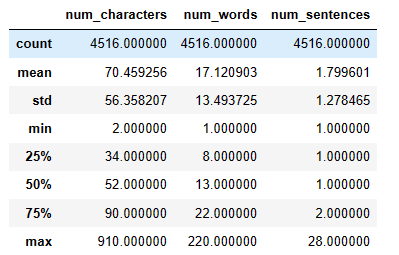 num_characters num_words num_sentences
count 4516.000000 4516.000000 4516.000000
mean 70.459256 17.120903 1.799601
std 56.358207 13.493725 1.278465
min 2.000000 1.000000 1.000000
25% 34.000000 8.000000 1.000000
50% 52.000000 13.000000 1.000000
75% 90.000000 22.000000 2.000000
max 910.000000 220.000000 28.000000